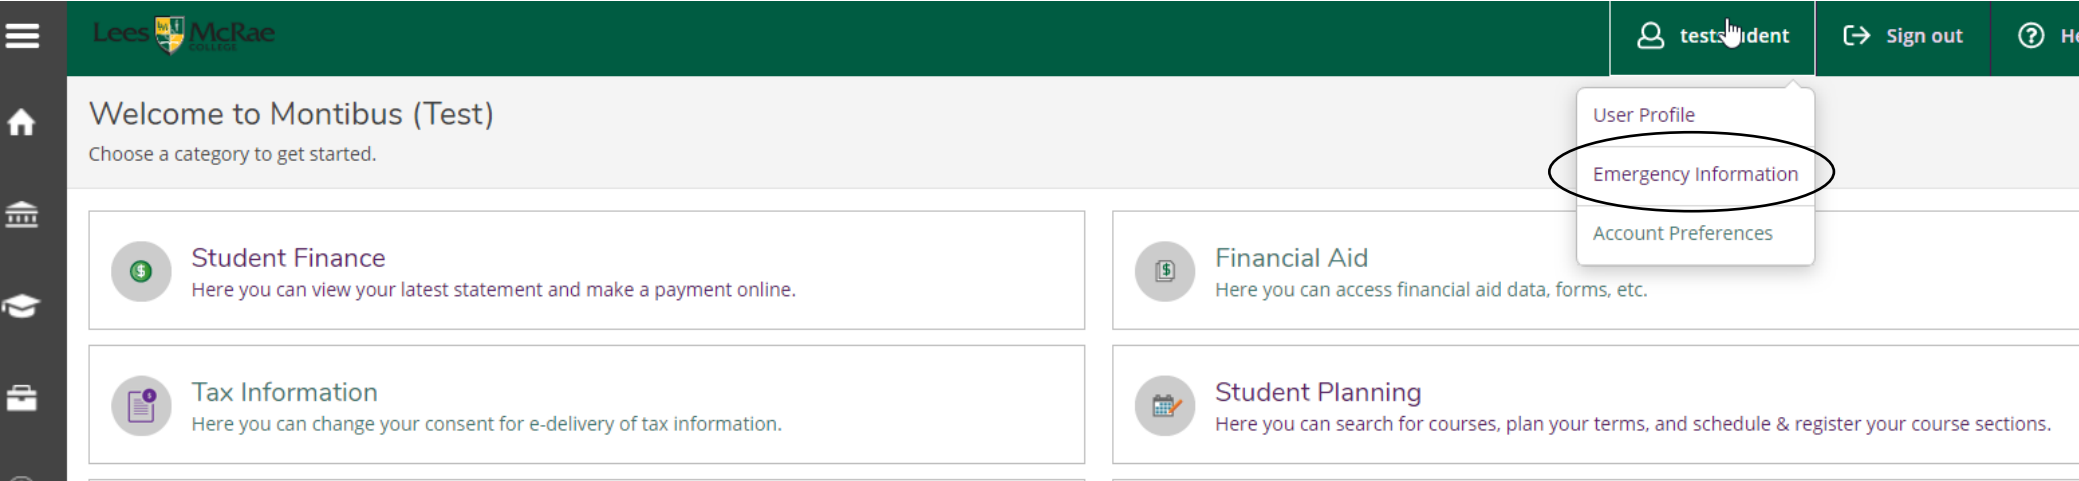 Lees McRae
COLLEGE
Sign out
Welcome to Montibus (Test)
Choose a category to get started.
User Profile
Emergency Information
Account Preferences
Student Finance
Here you can view your latest statement and make a payment online.
Financial Aid
Here you can access financial aid data, forms, etc.
Tax Information
Here you can change your consent for e-delivery of tax information.
Student Planning
Here you can search for courses, plan your terms, and schedule & register your course sections.